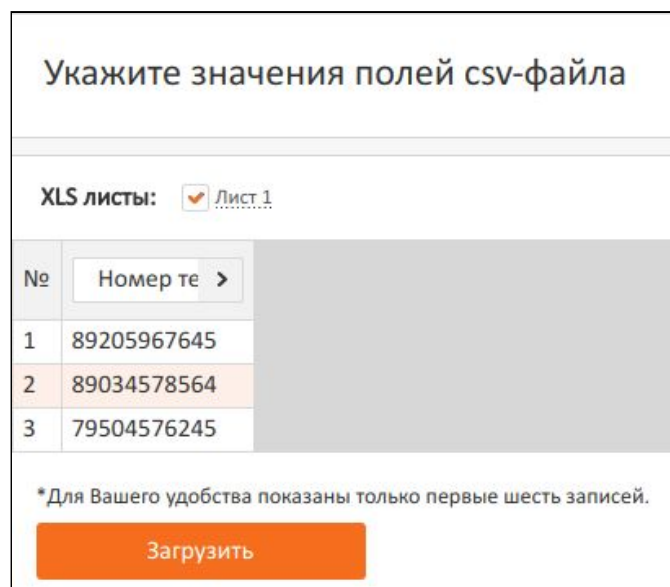 Укажите значения полей csv-файла
XLS листы: Лист 1
№ Номер те
1 89205967645
2 89034578564
3 79504576245
*Для Вашего удобства показаны только первые шесть записей.
Загрузить